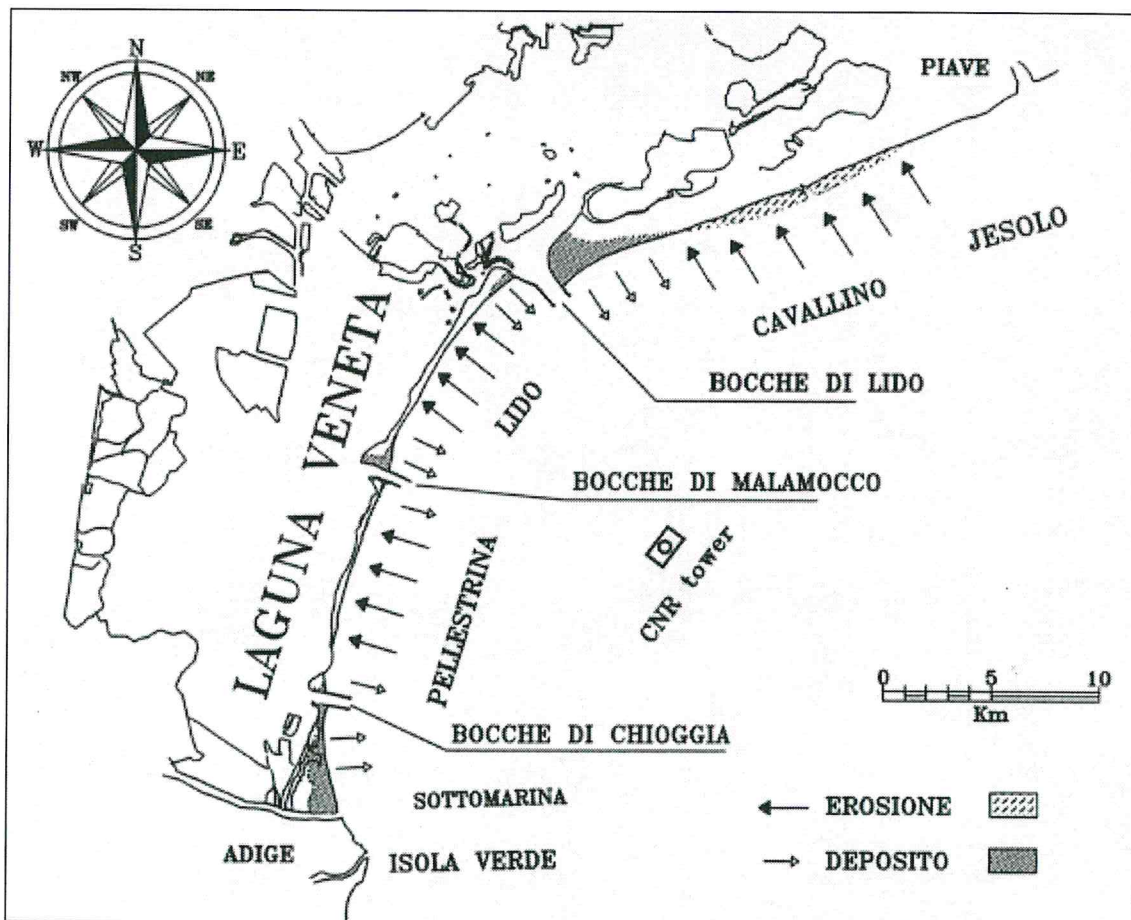 N
NW
NE
W
E
SW
SE
S
PIAVE
JESOLO
CAVALLINO
BOCCHE DI LIDO
LIDO
LAGUNA VENETA
BOCCHE DI MALAMOCCO
CNR tower
PELLESTRINA
0 5 10
Km
BOCCHE DI CHIOGGIA
SOTTOMARINA
EROSIONE
ADIGE
ISOLA VERDE
DEPOSITO